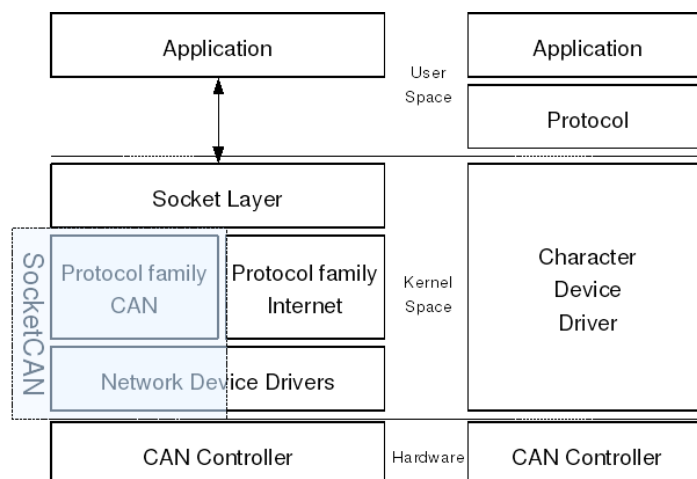 Application
User
Space
Application
Protocol
Socket Layer
SocketCAN
Protocol family
CAN
Protocol family
Internet
Kernel
Space
Character
Device
Driver
Network Device Drivers
CAN Controller
Hardware
CAN Controller